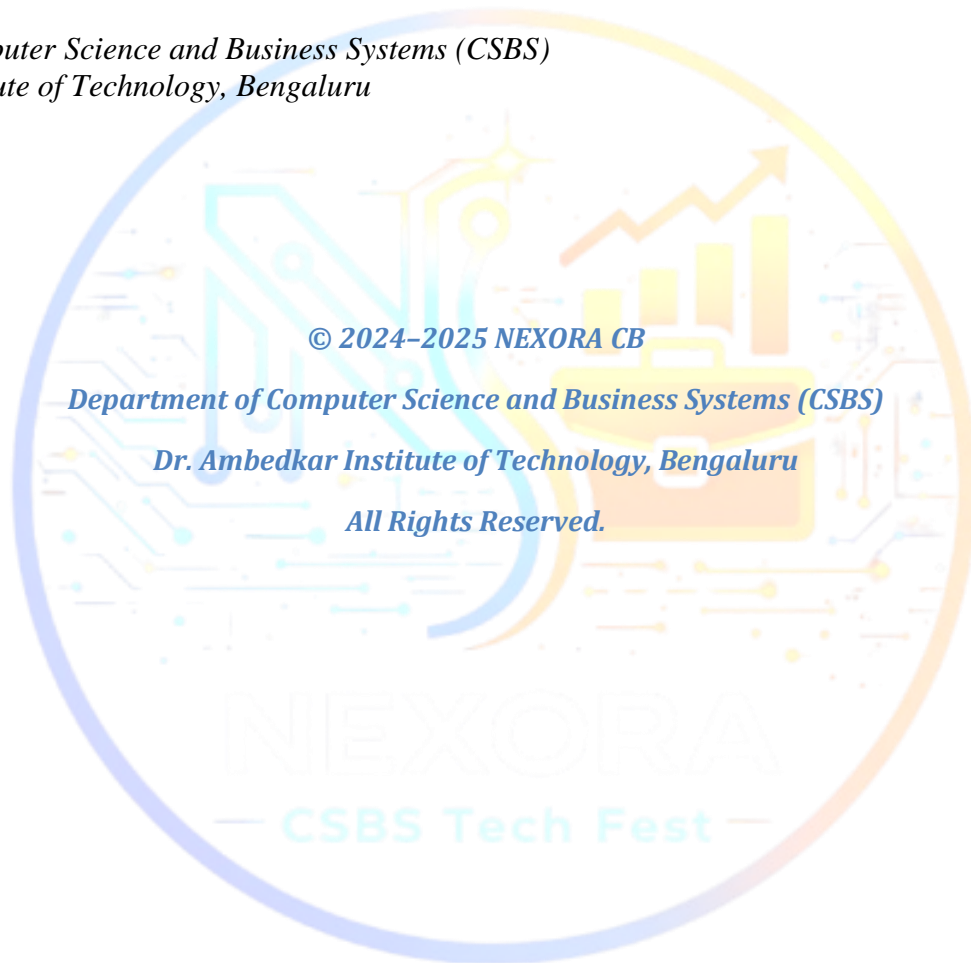 puter Science and Business Systems (CSBS)
ute of Technology, Bengaluru
© 2024–2025 NEXORA CB
Department of Computer Science and Business Systems (CSBS)
Dr. Ambedkar Institute of Technology, Bengaluru
All Rights Reserved.
NEXORA
CSBS Tech Fest